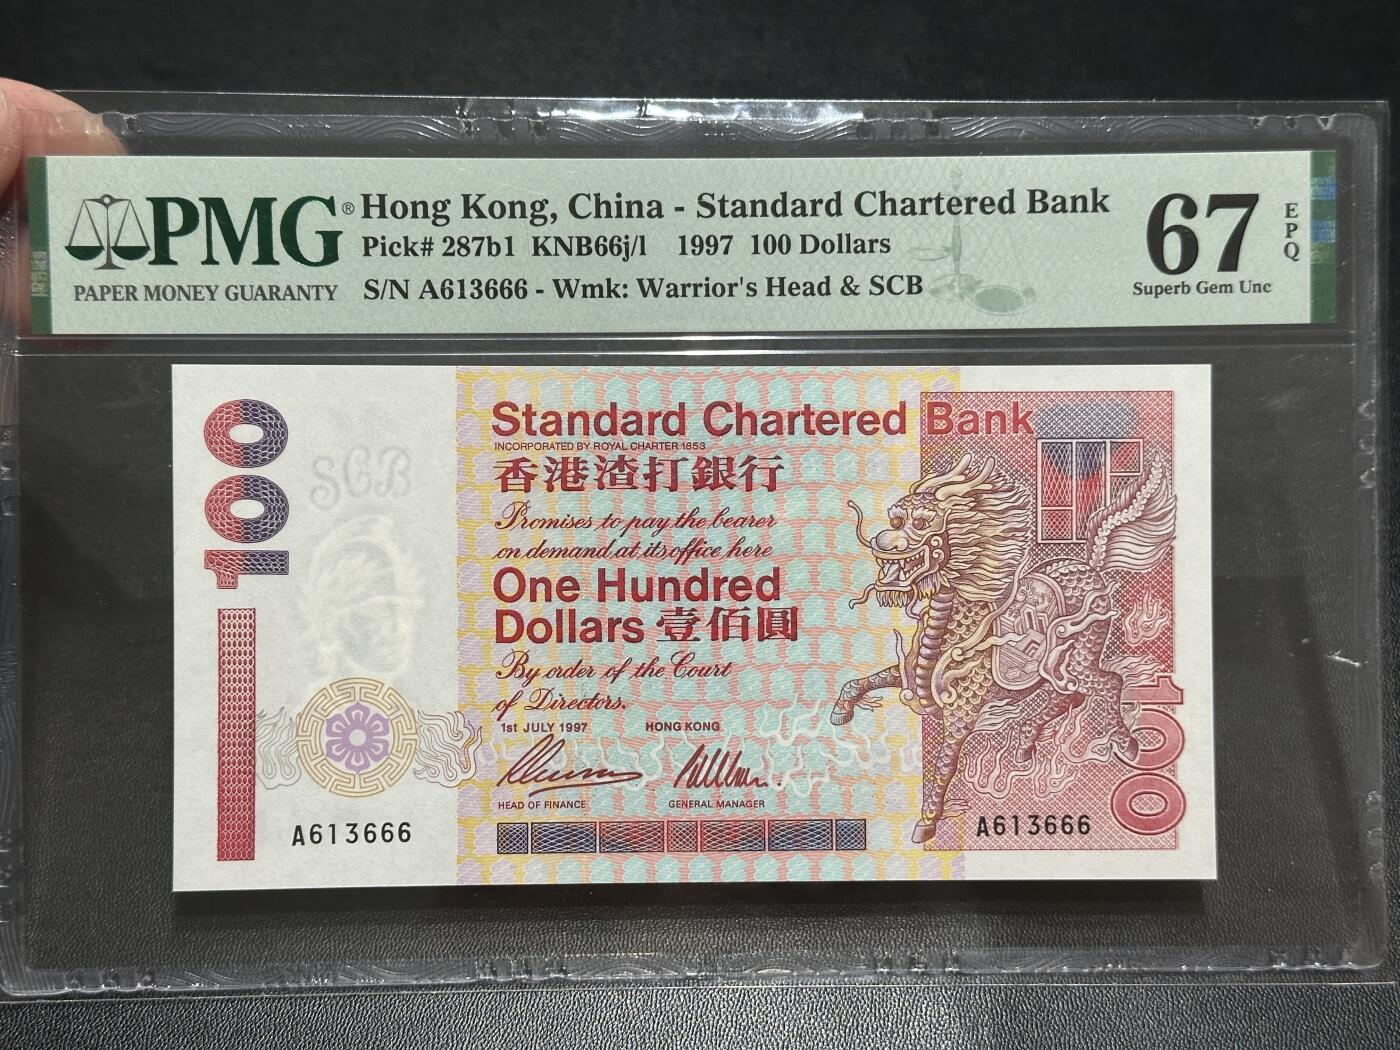 PMG®
PAPER MONEY GUARANTY
Hong Kong, China - Standard Chartered Bank
Pick# 287b1 KNB66j/l 1997 100 Dollars
S/N A613666 - Wmk: Warrior's Head & SCB
67
EPQ
Superb Gem Unc
100
SCB
Standard Chartered Bank
INCORPORATED BY ROYAL CHARTER 1853
香港渣打銀行
Promises to pay the bearer
on demand at its office here
One Hundred
Dollars 壹佰圓
By order of the Court
of Directors.
1st JULY 1997 HONG KONG
HEAD OF FINANCE GENERAL MANAGER
A613666
A613666
100